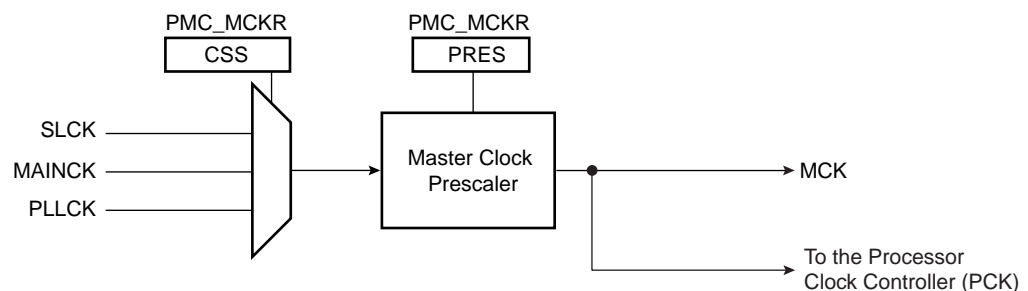 PMC_MCKR
CSS
PMC_MCKR
PRES
SLCK
MAINCK
PLLCK
Master Clock
Prescaler
MCK
To the Processor
Clock Controller (PCK)